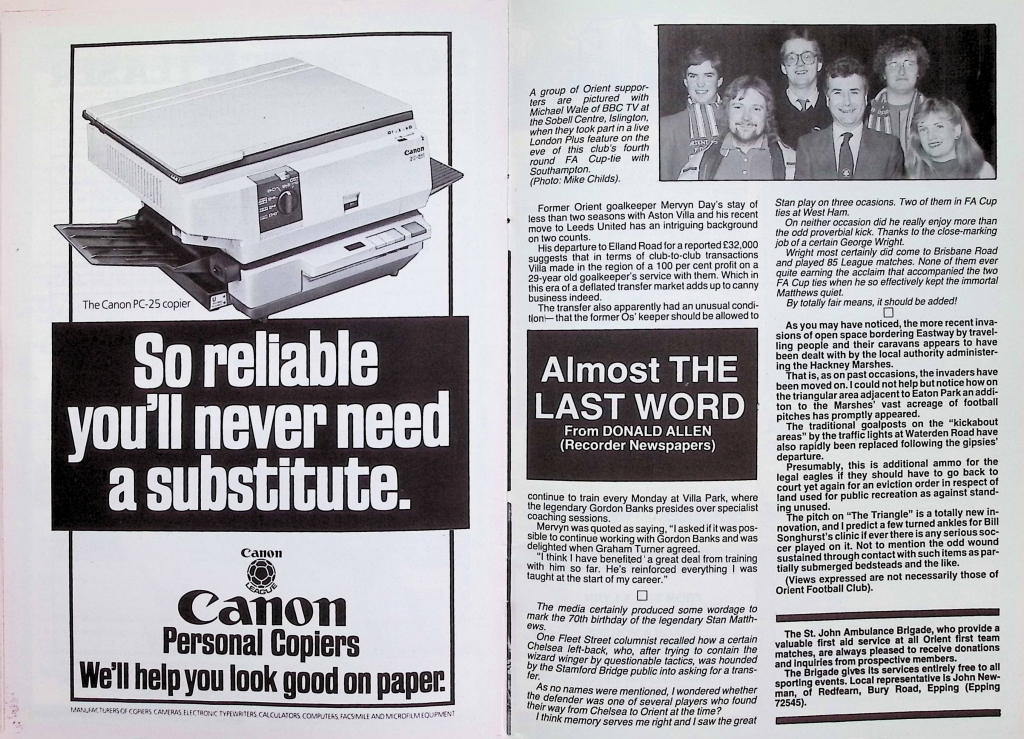 Canon
The Canon PC-25 copier
So reliable
you'll never need
a substitute.
Canon
LEAGUE
Canon
Personal Copiers
We'll help you look good on paper.
MANUFACTURERS OF COPIERS, CAMERAS, ELECTRONIC TYPEWRITERS, CALCULATORS, COMPUTERS, FACSIMILE AND MICROFILM EQUIPMENT
A group of Orient suppor-
ters are pictured with
Michael Wale of BBC TV at
the Sobell Centre, Islington,
when they took part in a live
London Plus feature on the
eve of this club's fourth
round FA Cup-tie with
Southampton.
(Photo: Mike Childs).
Former Orient goalkeeper Mervyn Day's stay of
less than two seasons with Aston Villa and his recent
move to Leeds United has an intriguing background
on two counts.
His departure to Elland Road for a reported £32,000
suggests that in terms of club-to-club transactions
Villa made in the region of a 100 per cent profit on a
29-year old goalkeeper's service with them. Which in
this era of a deflated transfer market adds up to canny
business indeed.
The transfer also apparently had an unusual condi-
tion — that the former Os' keeper should be allowed to
Almost THE
LAST WORD
From DONALD ALLEN
(Recorder Newspapers)
continue to train every Monday at Villa Park, where
the legendary Gordon Banks presides over specialist
coaching sessions.
Mervyn was quoted as saying, "I asked if it was pos-
sible to continue working with Gordon Banks and was
delighted when Graham Turner agreed.
"I think I have benefited a great deal from training
with him so far. He's reinforced everything I was
taught at the start of my career."
The media certainly produced some wordage to
mark the 70th birthday of the legendary Stan Matth-
ews.
One Fleet Street columnist recalled how a certain
Chelsea left-back, who, after trying to contain the
wizard winger by questionable tactics, was hounded
by the Stamford Bridge public into asking for a trans-
fer.
As no names were mentioned, I wondered whether
the defender was one of several players who found
their way from Chelsea to Orient at the time?
I think memory serves me right and I saw the great
Stan play on three ocasions. Two of them in FA Cup
ties at West Ham.
On neither occasion did he really enjoy more than
the odd proverbial kick. Thanks to the close-marking
job of a certain George Wright.
Wright most certainly did come to Brisbane Road
and played 85 League matches. None of them ever
quite earning the acclaim that accompanied the two
FA Cup ties when he so effectively kept the immortal
Matthews quiet.
By totally fair means, it should be added!
As you may have noticed, the more recent inva-
sions of open space bordering Eastway by travel-
ling people and their caravans appears to have
been dealt with by the local authority administer-
ing the Hackney Marshes.
That is, as on past occasions, the invaders have
been moved on. I could not help but notice how on
the triangular area adjacent to Eaton Park an addi-
ton to the Marshes' vast acreage of football
pitches has promptly appeared.
The traditional goalposts on the "kickabout
areas" by the traffic lights at Waterden Road have
also rapidly been replaced following the gipsies'
departure.
Presumably, this is additional ammo for the
legal eagles if they should have to go back to
court yet again for an eviction order in respect of
land used for public recreation as against stand-
ing unused.
The pitch on "The Triangle" is a totally new in-
novation, and I predict a few turned ankles for Bill
Songhurst's clinic if ever there is any serious soc-
cer played on it. Not to mention the odd wound
sustained through contact with such items as par-
tially submerged bedsteads and the like.
(Views expressed are not necessarily those of
Orient Football Club).
The St. John Ambulance Brigade, who provide a
valuable first aid service at all Orient first team
matches, are always pleased to receive donations
and inquiries from prospective members.
The Brigade gives its services entirely free to all
sporting events. Local representative is John New-
man, of Redfearn, Bury Road, Epping (Epping
72545).